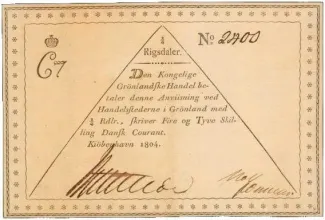 ¼
Rigsdaler.
No 2400
C7
Den Kongelige
Grönlandske Handel be-
taler denne Anviisning ved
Handelstederne i Grönland med
¼ Rdlr., skriver Fire og Tyve Skil-
ling Dansk Courant.
Kiöbenhavn 1804.